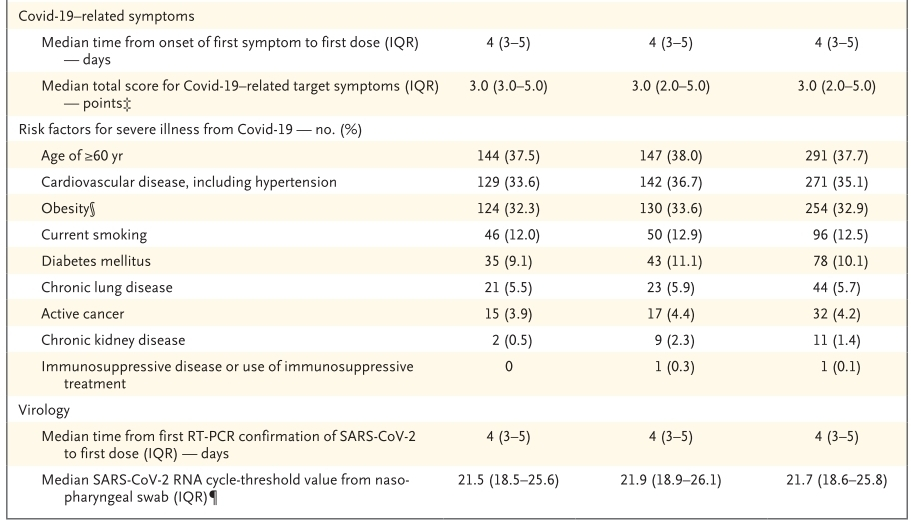 Covid-19–related symptoms
Median time from onset of first symptom to first dose (IQR) 4 (3–5) 4 (3–5) 4 (3–5)
— days
Median total score for Covid-19–related target symptoms (IQR) 3.0 (3.0–5.0) 3.0 (2.0–5.0) 3.0 (2.0–5.0)
— points‡
Risk factors for severe illness from Covid-19 — no. (%)
Age of ≥60 yr 144 (37.5) 147 (38.0) 291 (37.7)
Cardiovascular disease, including hypertension 129 (33.6) 142 (36.7) 271 (35.1)
Obesity§ 124 (32.3) 130 (33.6) 254 (32.9)
Current smoking 46 (12.0) 50 (12.9) 96 (12.5)
Diabetes mellitus 35 (9.1) 43 (11.1) 78 (10.1)
Chronic lung disease 21 (5.5) 23 (5.9) 44 (5.7)
Active cancer 15 (3.9) 17 (4.4) 32 (4.2)
Chronic kidney disease 2 (0.5) 9 (2.3) 11 (1.4)
Immunosuppressive disease or use of immunosuppressive 0 1 (0.3) 1 (0.1)
treatment
Virology
Median time from first RT-PCR confirmation of SARS-CoV-2 4 (3–5) 4 (3–5) 4 (3–5)
to first dose (IQR) — days
Median SARS-CoV-2 RNA cycle-threshold value from naso- 21.5 (18.5–25.6) 21.9 (18.9–26.1) 21.7 (18.6–25.8)
pharyngeal swab (IQR)¶